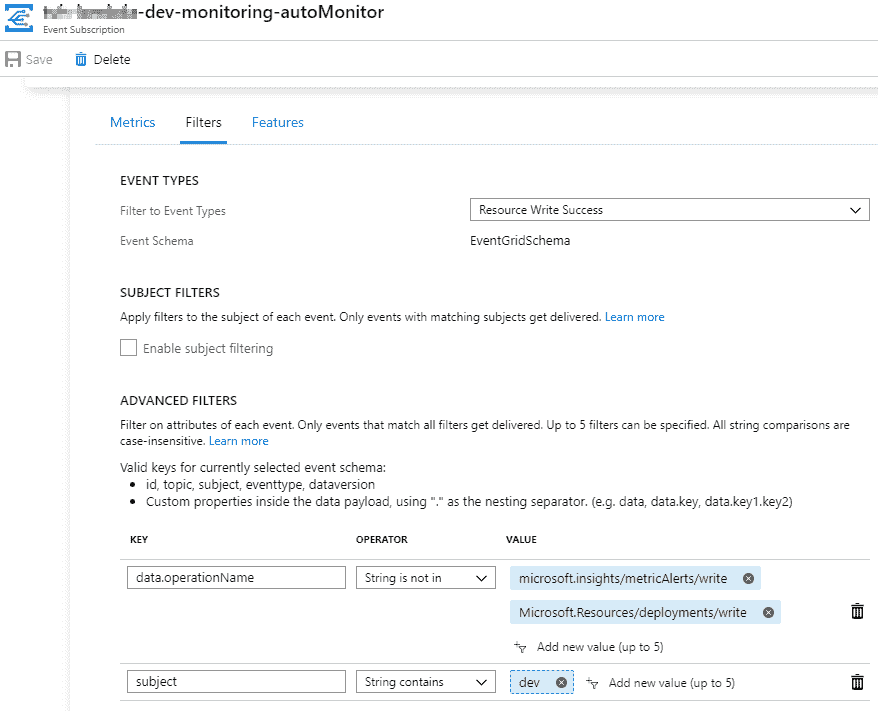 -dev-monitoring-autoMonitor
Event Subscription
Save Delete
Metrics Filters Features
EVENT TYPES
Filter to Event Types Resource Write Success
Event Schema EventGridSchema
SUBJECT FILTERS
Apply filters to the subject of each event. Only events with matching subjects get delivered. Learn more
Enable subject filtering
ADVANCED FILTERS
Filter on attributes of each event. Only events that match all filters get delivered. Up to 5 filters can be specified. All string comparisons are
case-insensitive. Learn more
Valid keys for currently selected event schema:
• id, topic, subject, eventtype, dataversion
• Custom properties inside the data payload, using "." as the nesting separator. (e.g. data, data.key, data.key1.key2)
KEY OPERATOR VALUE
data.operationName String is not in microsoft.insights/metricAlerts/write
Microsoft.Resources/deployments/write
Add new value (up to 5)
subject String contains dev Add new value (up to 5)